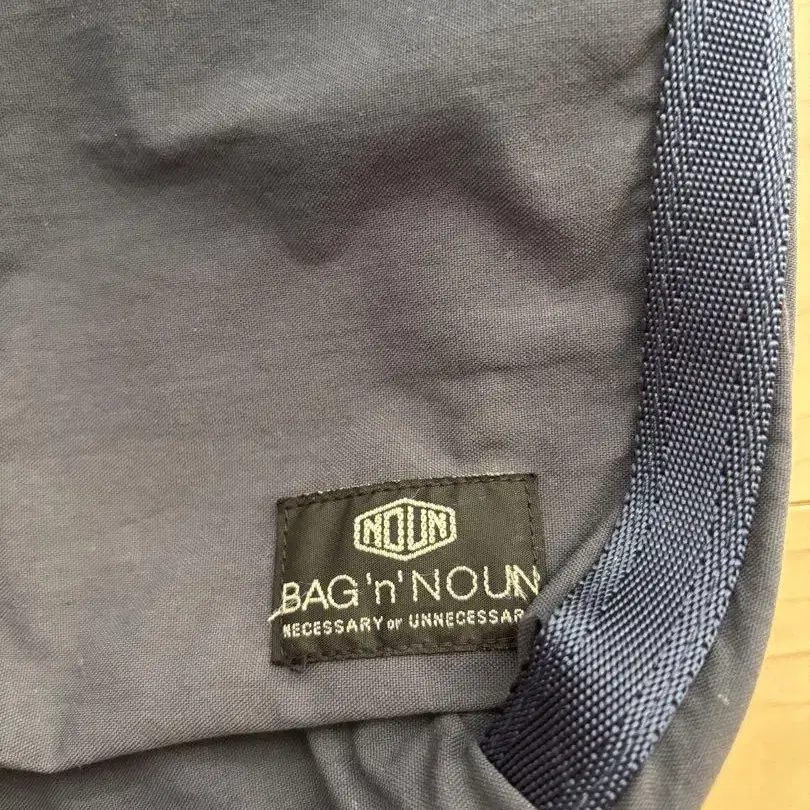 NOUN
BAG 'n' NOUN
NECESSARY or UNNECESSAR